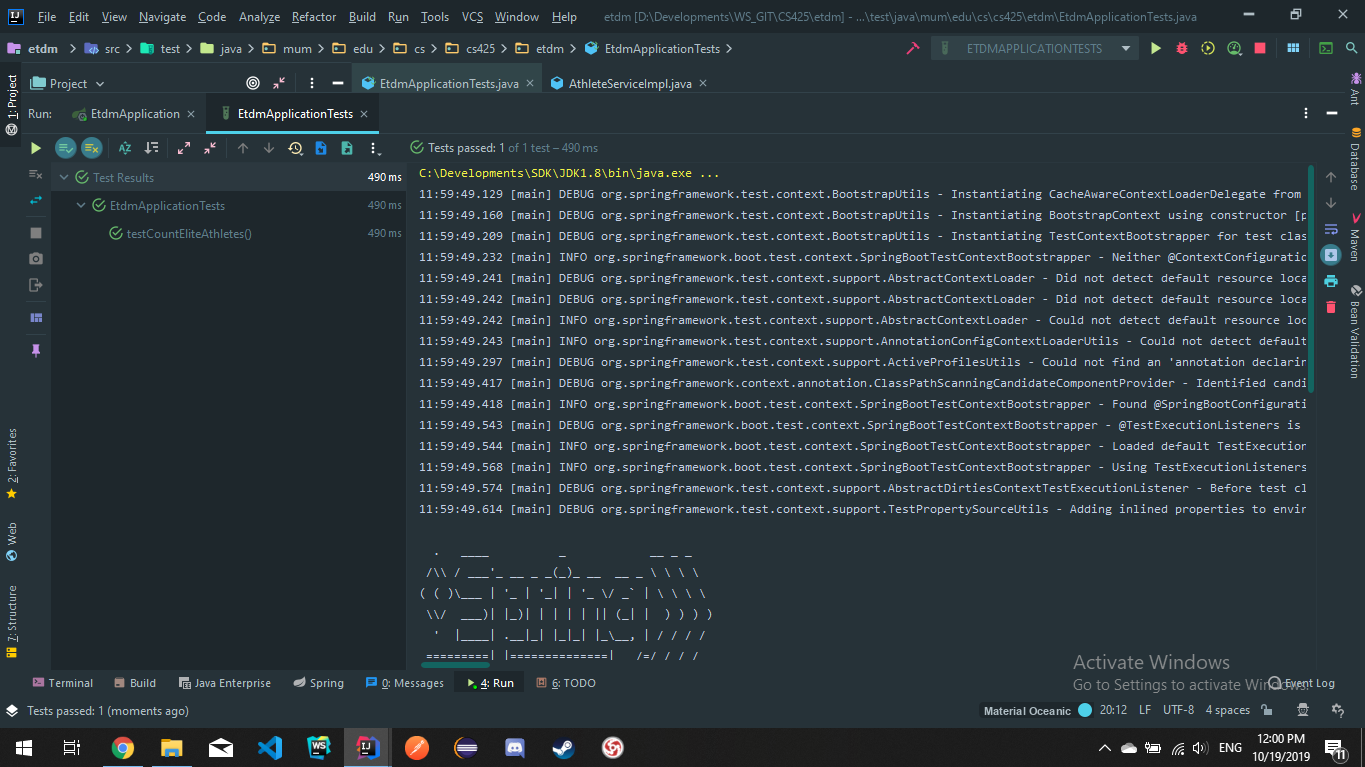 File Edit View Navigate Code Analyze Refactor Build Run Tools VCS Window Help etdm [D:\Developments\WS_GIT\CS425\etdm] - ...\test\java\mum\edu\cs\cs425\etdm\EtdmApplicationTests.java
etdm src test java mum edu cs cs425 etdm EtdmApplicationTests ETDMAPPLICATIONTESTS
Project EtdmApplicationTests.java AthleteServiceImpl.java
Run: EtdmApplication EtdmApplicationTests
Tests passed: 1 of 1 test – 490 ms
Test Results 490 ms
EtdmApplicationTests 490 ms
testCountEliteAthletes() 490 ms
C:\Developments\SDK\JDK1.8\bin\java.exe ...
11:59:49.129 [main] DEBUG org.springframework.test.context.BootstrapUtils - Instantiating CacheAwareContextLoaderDelegate from
11:59:49.160 [main] DEBUG org.springframework.test.context.BootstrapUtils - Instantiating BootstrapContext using constructor [p
11:59:49.209 [main] DEBUG org.springframework.test.context.BootstrapUtils - Instantiating TestContextBootstrapper for test clas
11:59:49.232 [main] INFO org.springframework.boot.test.context.SpringBootTestContextBootstrapper - Neither @ContextConfiguratio
11:59:49.241 [main] DEBUG org.springframework.test.context.support.AbstractContextLoader - Did not detect default resource loca
11:59:49.242 [main] DEBUG org.springframework.test.context.support.AbstractContextLoader - Did not detect default resource loca
11:59:49.242 [main] INFO org.springframework.test.context.support.AbstractContextLoader - Could not detect default resource loc
11:59:49.243 [main] INFO org.springframework.test.context.support.AnnotationConfigContextLoaderUtils - Could not detect default
11:59:49.297 [main] DEBUG org.springframework.test.context.support.ActiveProfilesUtils - Could not find an 'annotation declarin
11:59:49.417 [main] DEBUG org.springframework.context.annotation.ClassPathScanningCandidateComponentProvider - Identified candi
11:59:49.418 [main] INFO org.springframework.boot.test.context.SpringBootTestContextBootstrapper - Found @SpringBootConfigurati
11:59:49.543 [main] DEBUG org.springframework.boot.test.context.SpringBootTestContextBootstrapper - @TestExecutionListeners is
11:59:49.544 [main] INFO org.springframework.boot.test.context.SpringBootTestContextBootstrapper - Loaded default TestExecution
11:59:49.568 [main] INFO org.springframework.boot.test.context.SpringBootTestContextBootstrapper - Using TestExecutionListeners
11:59:49.574 [main] DEBUG org.springframework.test.context.support.AbstractDirtiesContextTestExecutionListener - Before test cl
11:59:49.614 [main] DEBUG org.springframework.test.context.support.TestPropertySourceUtils - Adding inlined properties to envir
  .   ____          _            __ _ _
 /\\ / ___'_ __ _ _(_)_ __  __ _ \ \ \ \
( ( )\___ | '_ | '_| | '_ \/ _` | \ \ \ \
 \\/  ___)| |_)| | | | | || (_| |  ) ) ) )
  '  |____| .__|_| |_|_| |_\__, | / / / /
 =========| |==============|   /=/ / / /
1: Project
2: Favorites
Web
7: Structure
Ant
Database
Maven
Bean Validation
Activate Windows
Go to Settings to activate Windows.
Terminal Build Java Enterprise Spring 0: Messages 4: Run 6: TODO Event Log
Tests passed: 1 (moments ago) Material Oceanic 20:12 LF UTF-8 4 spaces
ENG 12:00 PM
10/19/2019
11